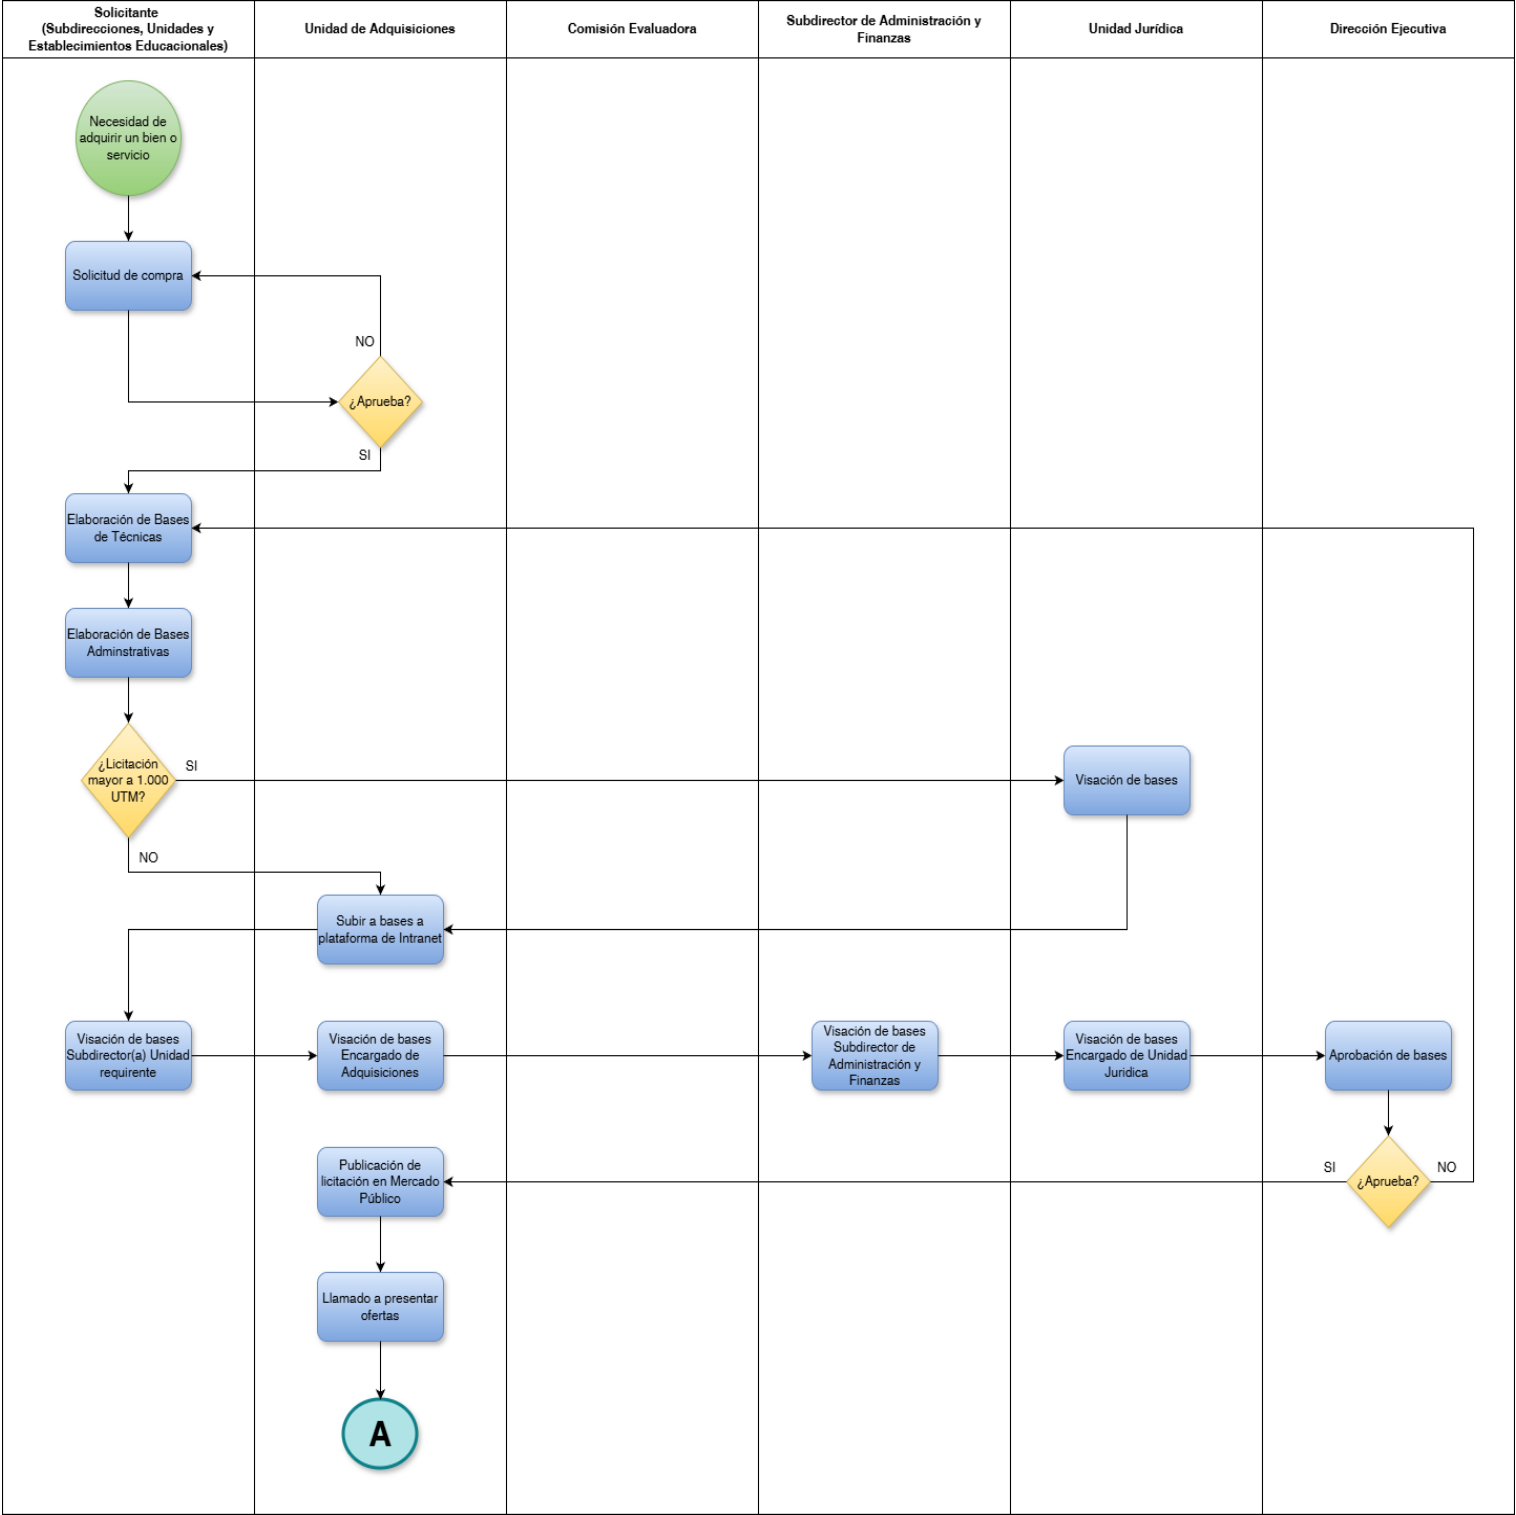 Solicitante
(Subdirecciones, Unidades y
Establecimientos Educacionales)
Unidad de Adquisiciones
Comisión Evaluadora
Subdirector de Administración y
Finanzas
Unidad Jurídica
Dirección Ejecutiva
Necesidad de
adquirir un bien o
servicio
Solicitud de compra
NO
¿Aprueba?
SI
Elaboración de Bases
de Técnicas
Elaboración de Bases
Adminstrativas
¿Licitación
mayor a 1.000
UTM?
SI
Visación de bases
NO
Subir a bases a
plataforma de Intranet
Visación de bases
Subdirector(a) Unidad
requirente
Visación de bases
Encargado de
Adquisiciones
Visación de bases
Subdirector de
Administración y
Finanzas
Visación de bases
Encargado de Unidad
Juridica
Aprobación de bases
Publicación de
licitación en Mercado
Público
SI
¿Aprueba?
NO
Llamado a presentar
ofertas
A